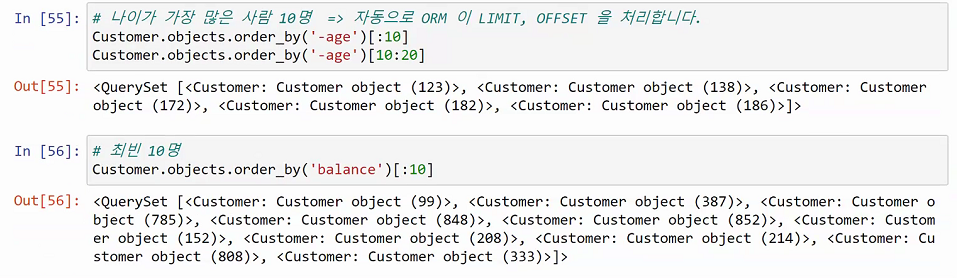 In [55]: # 나이가 가장 많은 사람 10명 => 자동으로 ORM 이 LIMIT, OFFSET 을 처리합니다.
Customer.objects.order_by('-age')[:10]
Customer.objects.order_by('-age')[10:20]
Out[55]: <QuerySet [<Customer: Customer object (123)>, <Customer: Customer object (138)>, <Customer: Customer
object (172)>, <Customer: Customer object (182)>, <Customer: Customer object (186)>]>
In [56]: # 최빈 10명
Customer.objects.order_by('balance')[:10]
Out[56]: <QuerySet [<Customer: Customer object (99)>, <Customer: Customer object (387)>, <Customer: Customer o
bject (785)>, <Customer: Customer object (848)>, <Customer: Customer object (852)>, <Customer: Custom
er object (152)>, <Customer: Customer object (208)>, <Customer: Customer object (214)>, <Customer: Cu
stomer object (808)>, <Customer: Customer object (333)>]>